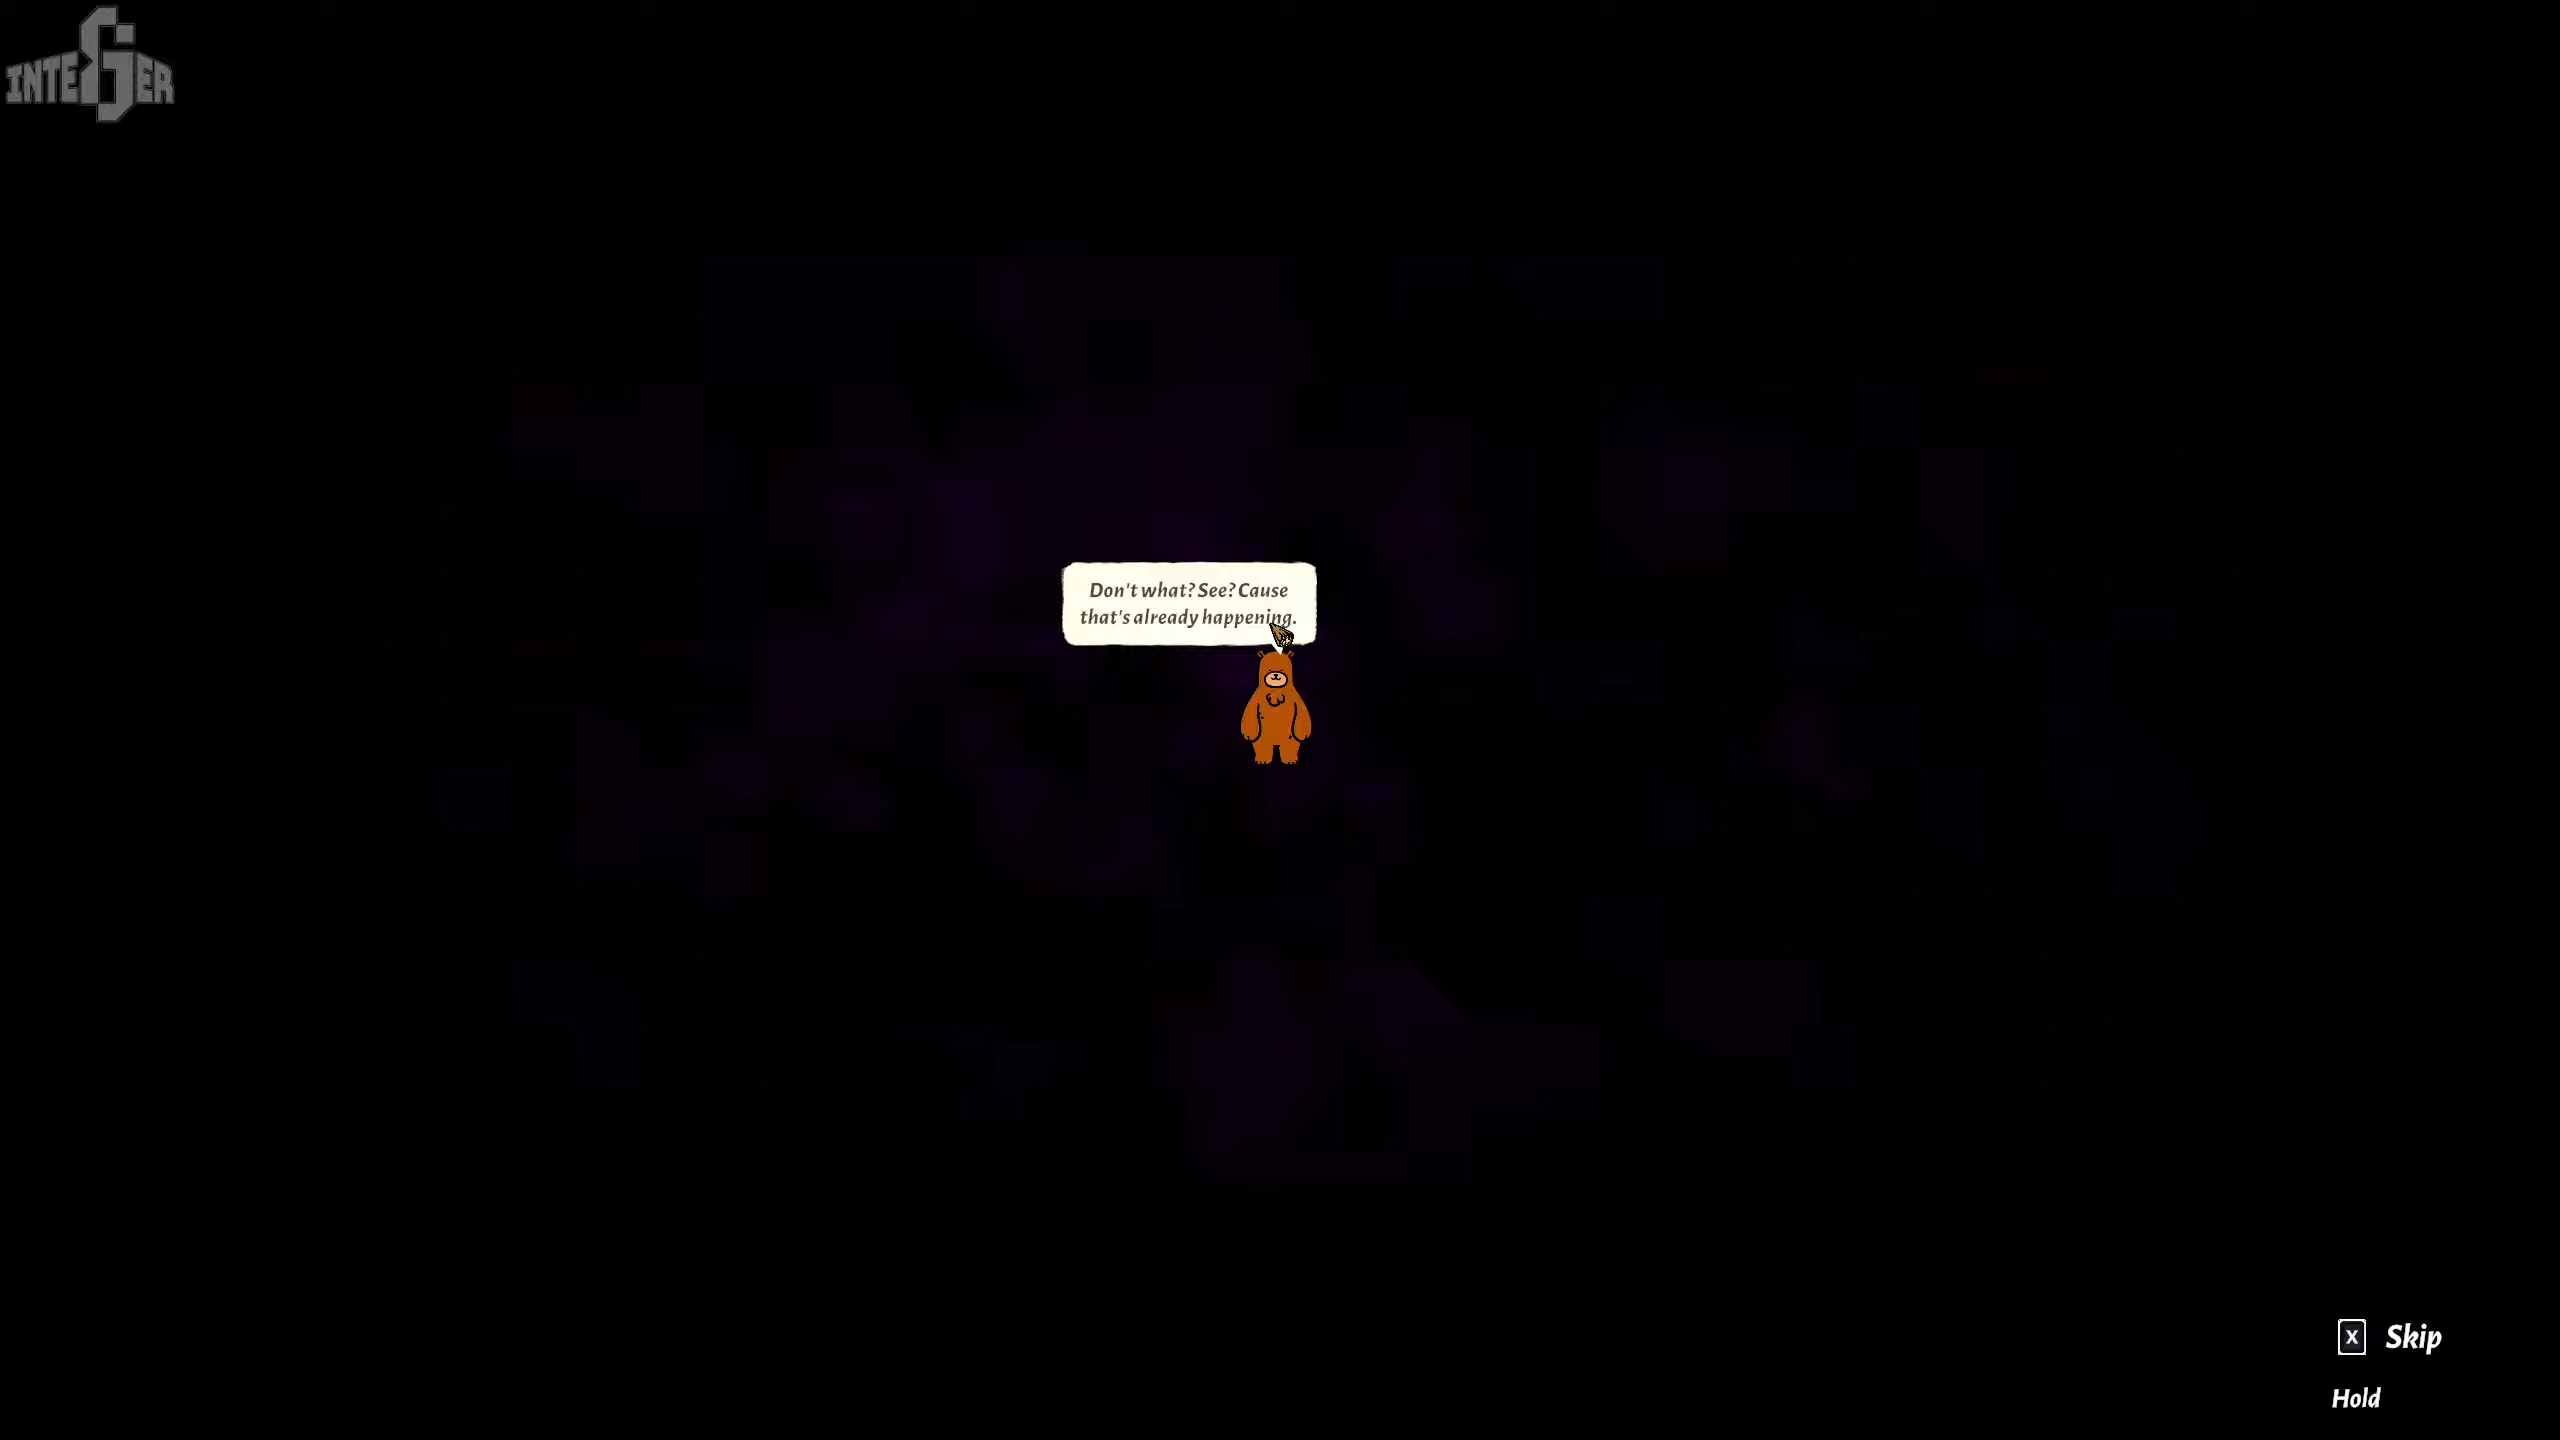 INTEGER
Don't what? See? Cause
that's already happening.
X Skip
Hold